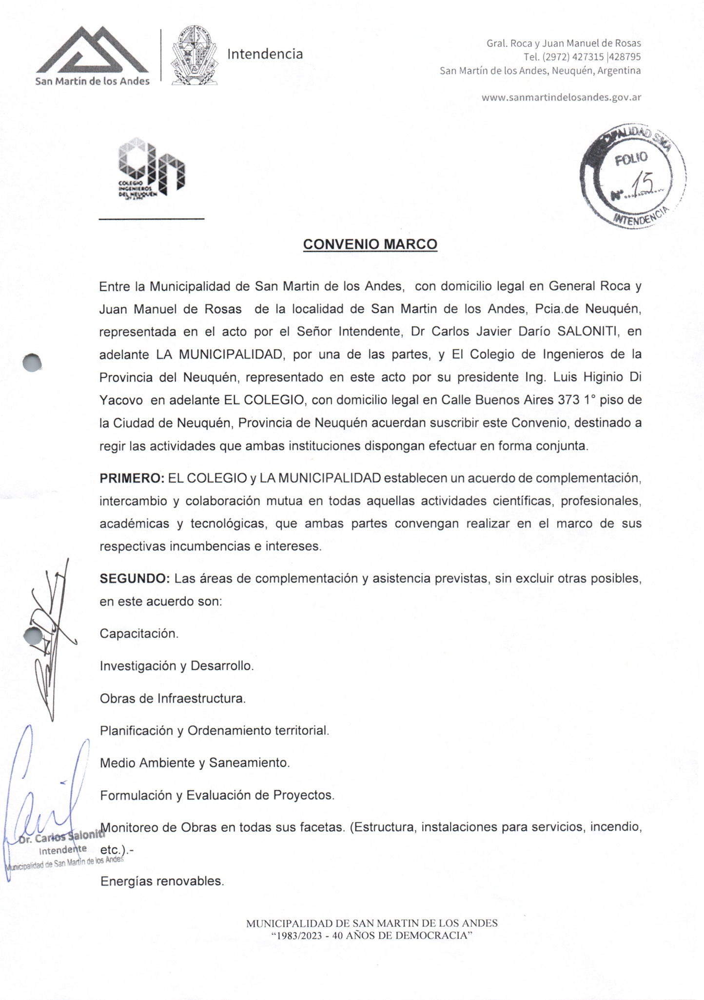 San Martín de los Andes
San Martín de los Andes
Intendencia
Gral. Roca y Juan Manuel de Rosas
Tel. (2972) 427315 |428795
San Martín de los Andes, Neuquén, Argentina
www.sanmartindelosandes.gov.ar
COLEGIO
INGENIEROS
DEL NEUQUÉN
CIPALIDAD SMA
FOLIO
Nº 15
INTENDENCIA
CONVENIO MARCO
Entre la Municipalidad de San Martin de los Andes, con domicilio legal en General Roca y
Juan Manuel de Rosas de la localidad de San Martin de los Andes, Pcia.de Neuquén,
representada en el acto por el Señor Intendente, Dr Carlos Javier Darío SALONITI, en
adelante LA MUNICIPALIDAD, por una de las partes, y El Colegio de Ingenieros de la
Provincia del Neuquén, representado en este acto por su presidente Ing. Luis Higinio Di
Yacovo en adelante EL COLEGIO, con domicilio legal en Calle Buenos Aires 373 1° piso de
la Ciudad de Neuquén, Provincia de Neuquén acuerdan suscribir este Convenio, destinado a
regir las actividades que ambas instituciones dispongan efectuar en forma conjunta.
PRIMERO: EL COLEGIO y LA MUNICIPALIDAD establecen un acuerdo de complementación,
intercambio y colaboración mutua en todas aquellas actividades científicas, profesionales,
académicas y tecnológicas, que ambas partes convengan realizar en el marco de sus
respectivas incumbencias e intereses.
SEGUNDO: Las áreas de complementación y asistencia previstas, sin excluir otras posibles,
en este acuerdo son:
Capacitación.
Investigación y Desarrollo.
Obras de Infraestructura.
Planificación y Ordenamiento territorial.
Medio Ambiente y Saneamiento.
Formulación y Evaluación de Proyectos.
Monitoreo de Obras en todas sus facetas. (Estructura, instalaciones para servicios, incendio,
etc.).-
Dr. Carlos Saloniti
Intendente
Municipalidad de San Martín de los Andes
Energías renovables.
MUNICIPALIDAD DE SAN MARTIN DE LOS ANDES
“1983/2023 - 40 AÑOS DE DEMOCRACIA”